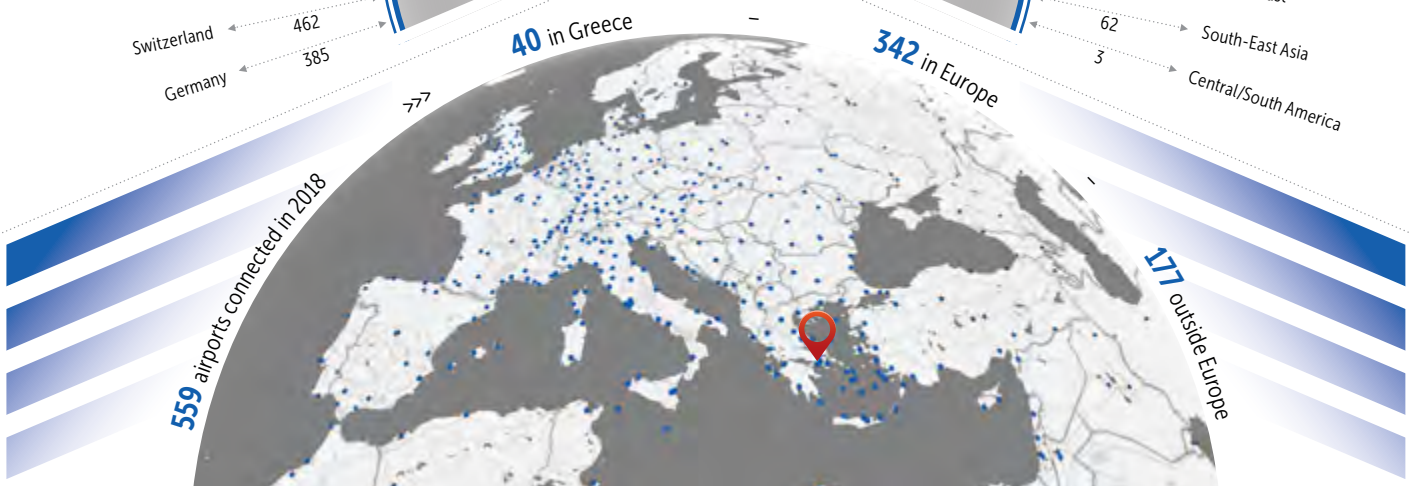 Switzerland 462
Germany 385
62 South-East Asia
3 Central/South America
>>>
559 airports connected in 2018
40 in Greece
–
342 in Europe
–
177 outside Europe